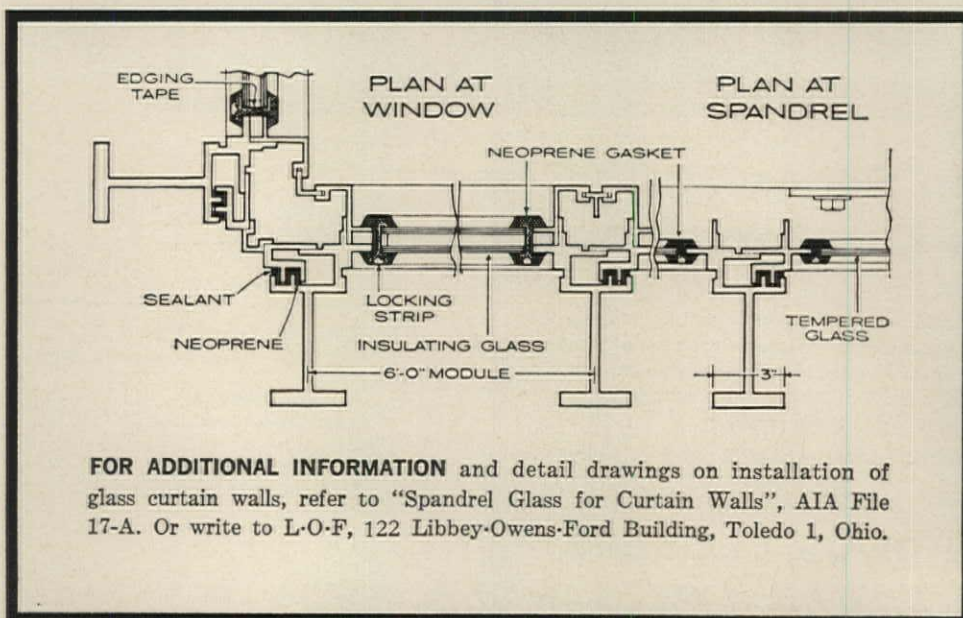 EDGING
TAPE
PLAN AT
WINDOW
PLAN AT
SPANDREL
NEOPRENE GASKET
SEALANT
NEOPRENE
LOCKING
STRIP
INSULATING GLASS
TEMPERED
GLASS
6'-0" MODULE
3"
FOR ADDITIONAL INFORMATION and detail drawings on installation of
glass curtain walls, refer to “Spandrel Glass for Curtain Walls”, AIA File
17-A. Or write to L·O·F, 122 Libbey·Owens·Ford Building, Toledo 1, Ohio.